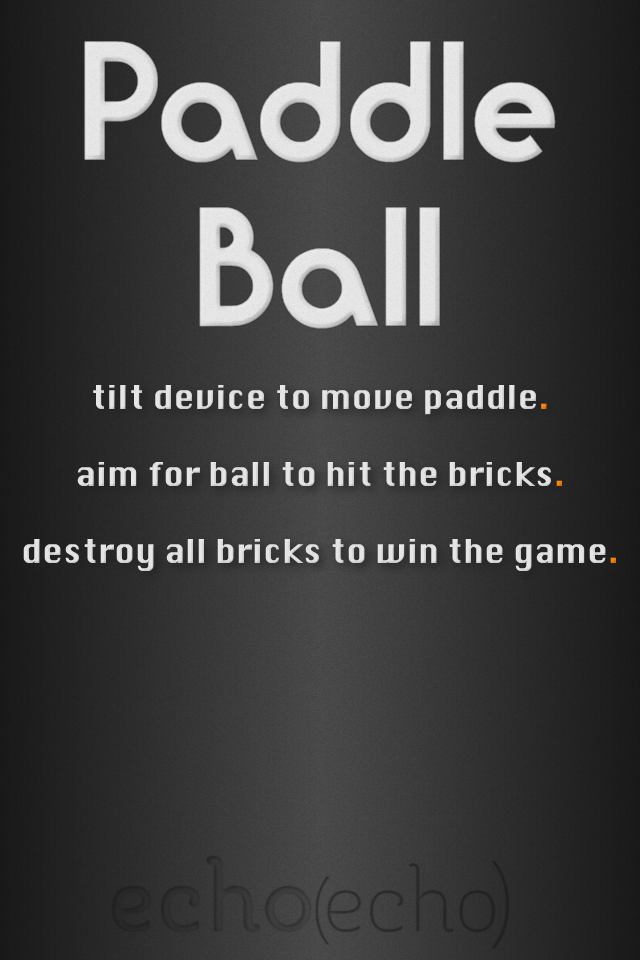 Paddle
Ball
tilt device to move paddle.
aim for ball to hit the bricks.
destroy all bricks to win the game.
echo(echo)